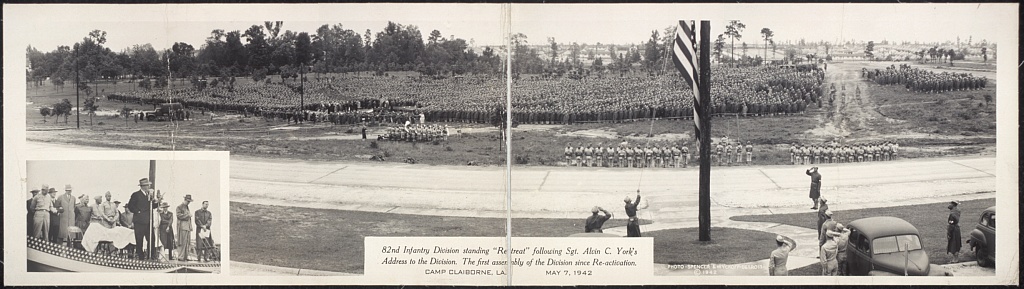 82nd Infantry Division standing "Retreat" following Sgt. Alvin C. York's
Address to the Division. The first assembly of the Division since Re-activation.
CAMP CLAIBORNE, LA. MAY 7, 1942
PHOTO-SPENCER &
© 1942